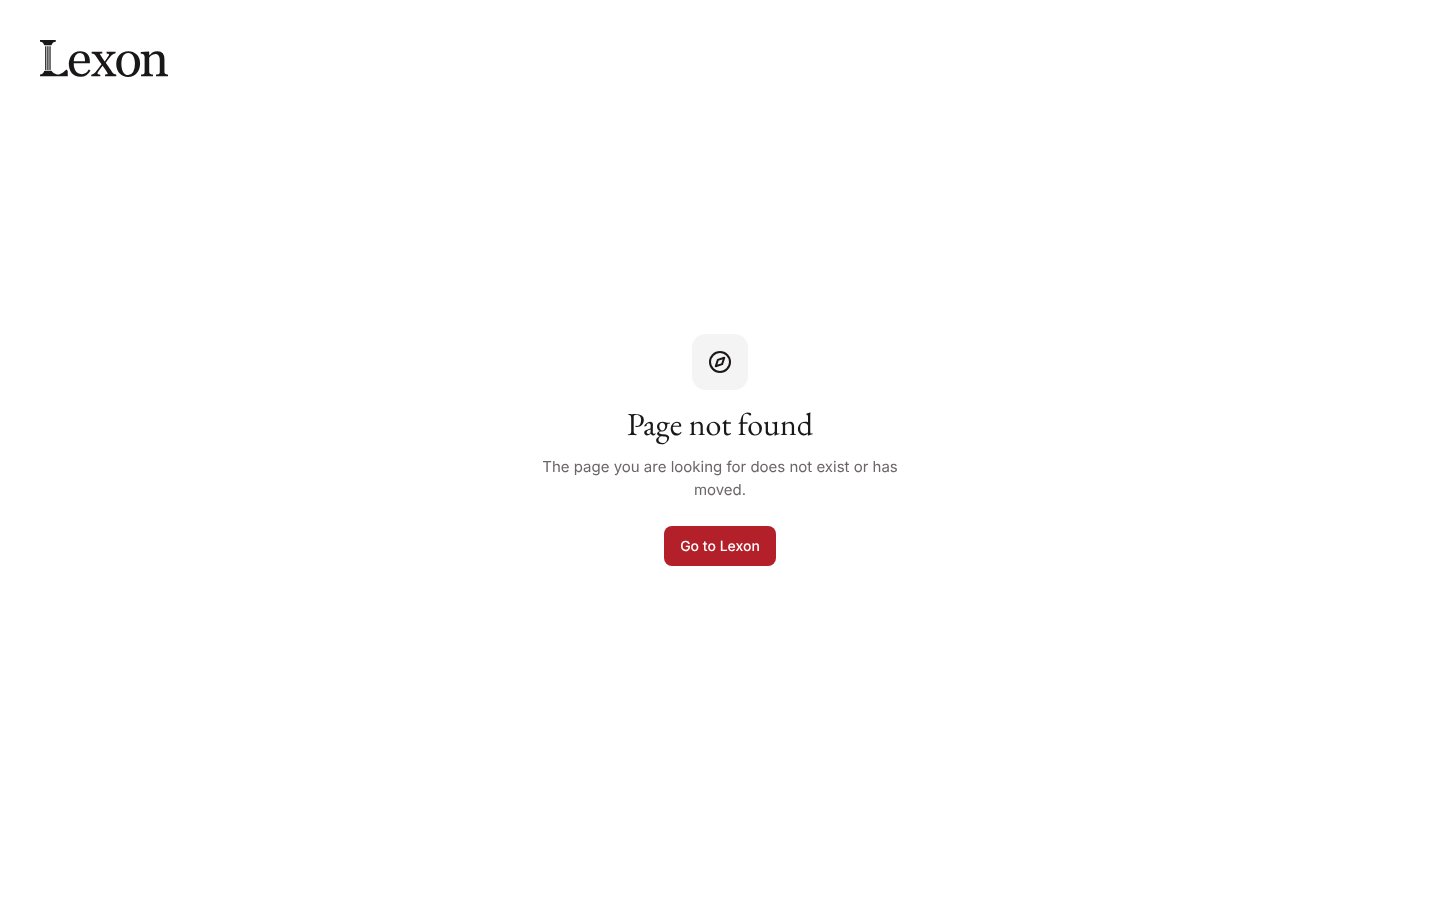 Lexon
Page not found
The page you are looking for does not exist or has
moved.
Go to Lexon